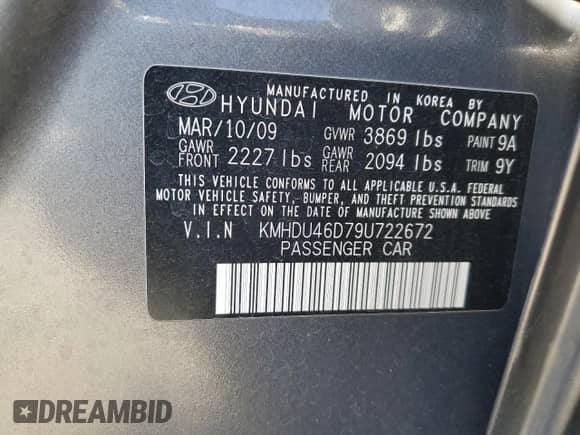 MANUFACTURED IN KOREA BY
HYUNDAI MOTOR COMPANY
MAR/10/09 GVWR 3869 lbs PAINT 9A
GAWR FRONT 2227 lbs GAWR REAR 2094 lbs TRIM 9Y
THIS VEHICLE CONFORMS TO ALL APPLICABLE U.S.A. FEDERAL
MOTOR VEHICLE SAFETY, BUMPER, AND THEFT PREVENTION STANDARDS
IN EFFECT ON THE DATE OF MANUFACTURE SHOWN ABOVE
V.I.N KMHDU46D79U722672
PASSENGER CAR
DREAMBID